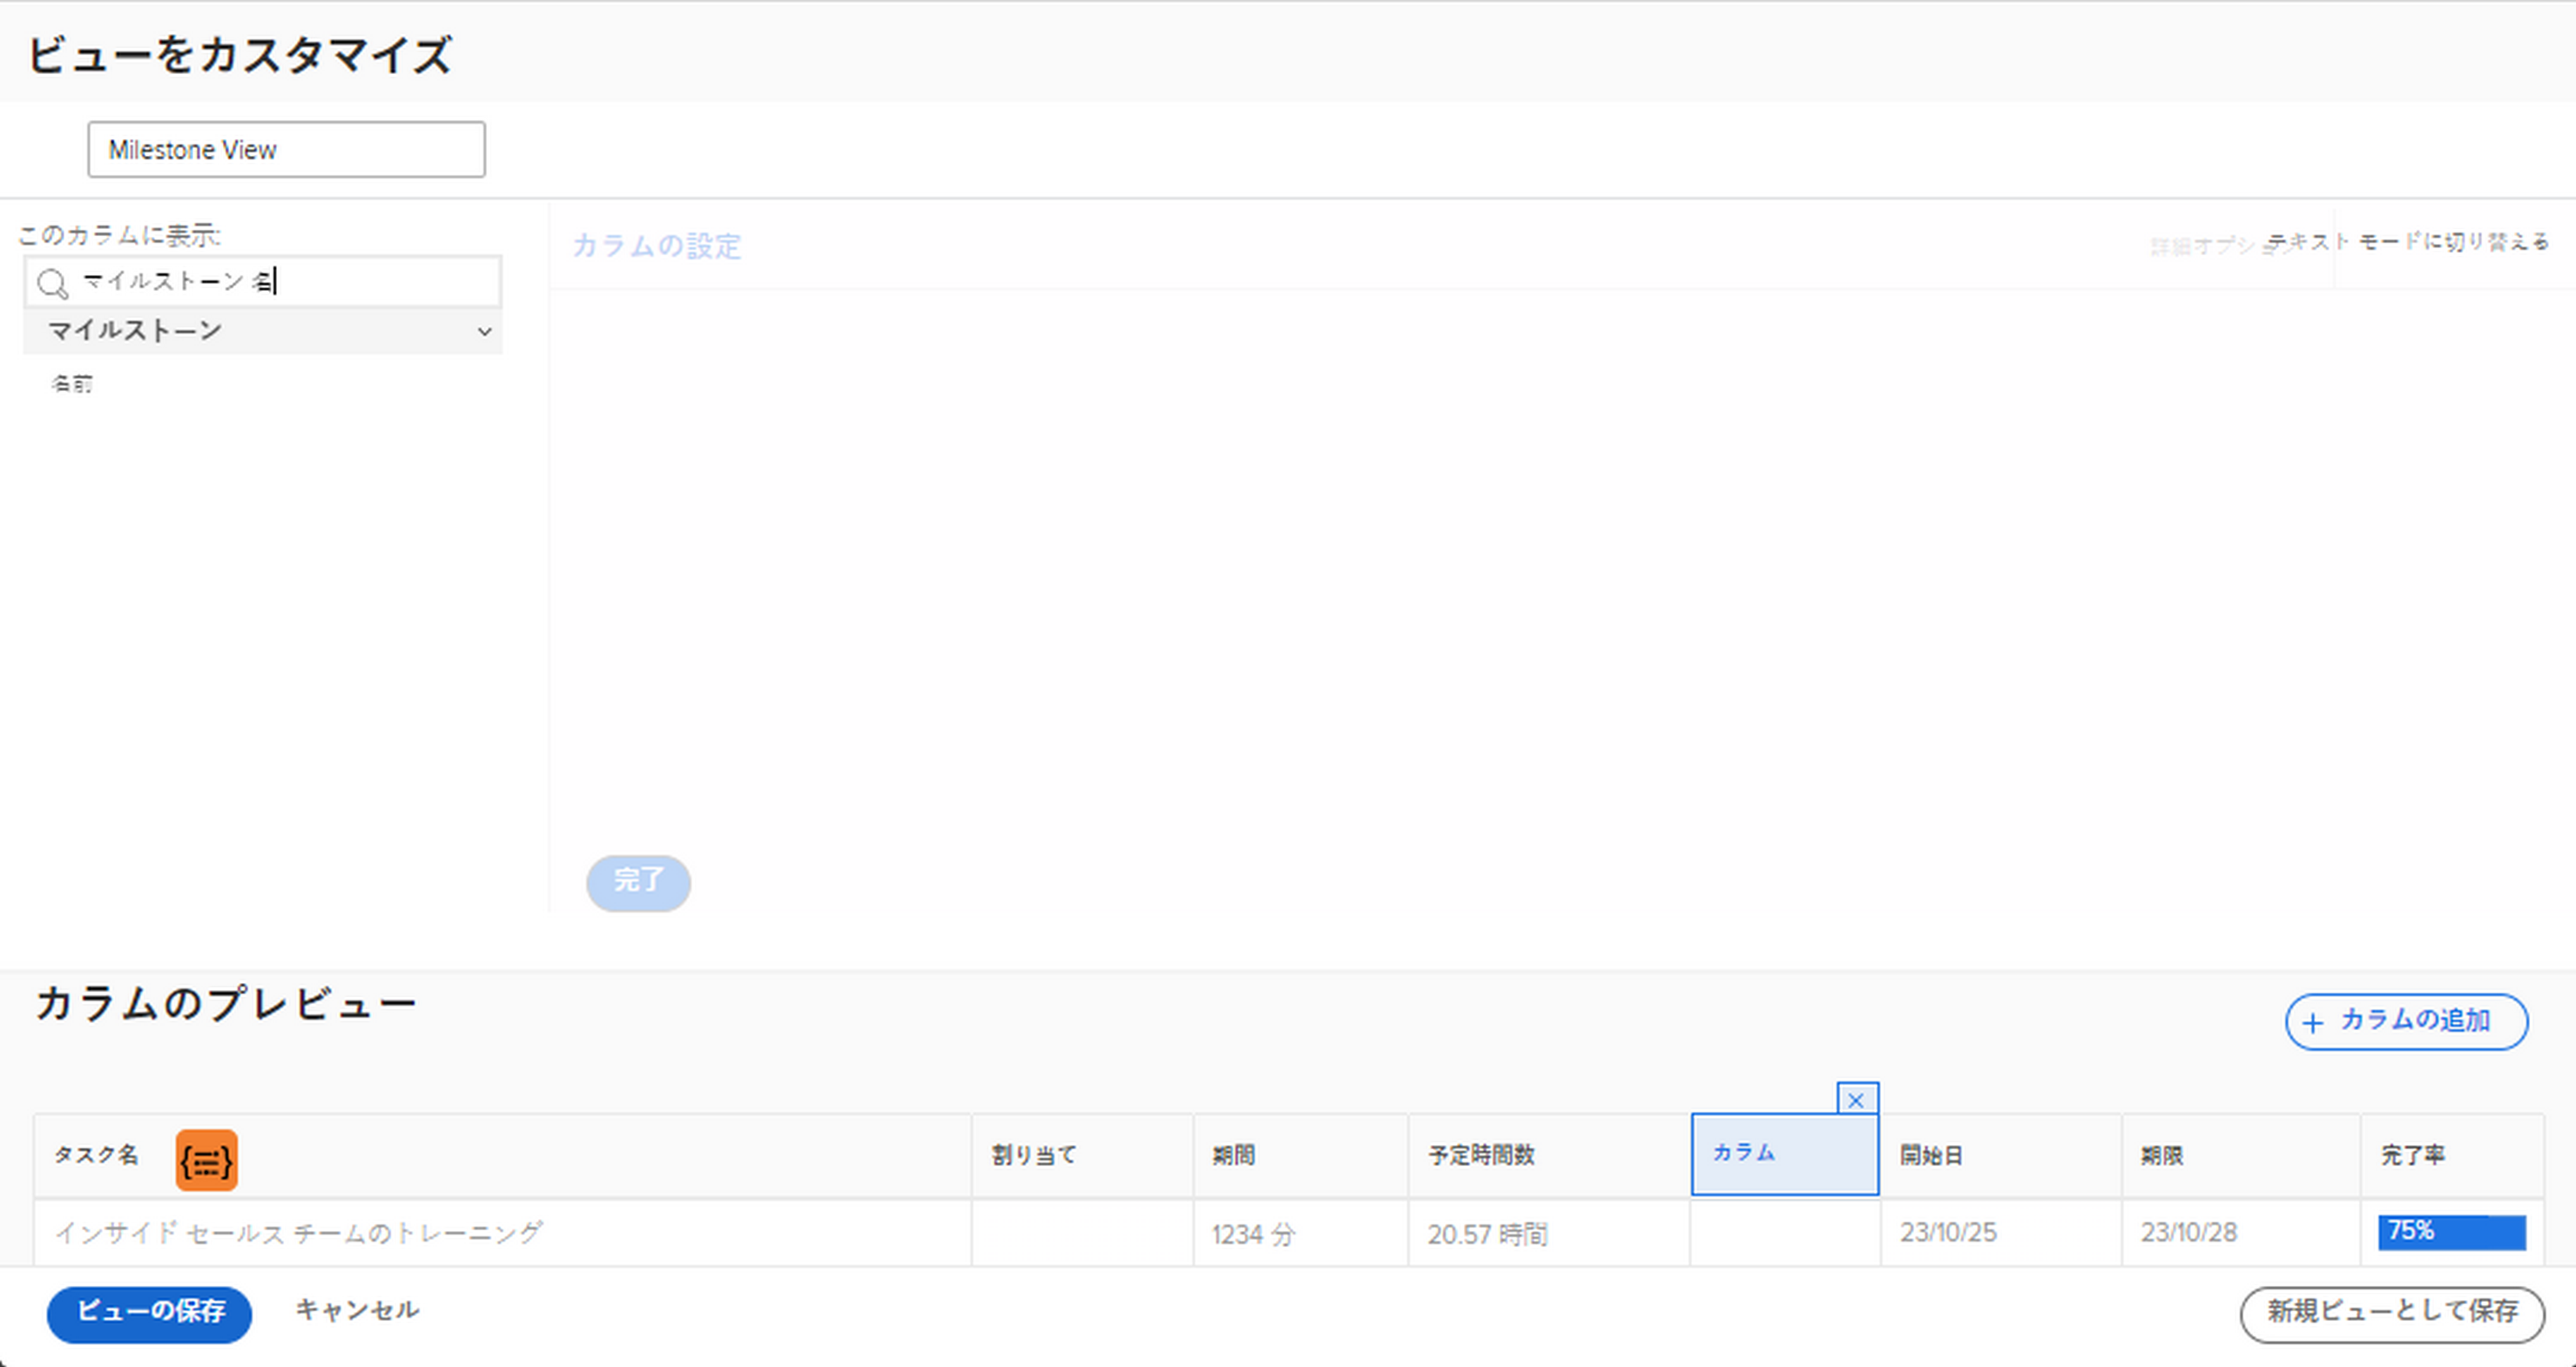 ビューをカスタマイズ
Milestone View
このカラムに表示:
マイルストーン 名
マイルストーン
名前
カラムの設定
詳細オプショ
テキスト モードに切り替える
完了
カラムのプレビュー
+ カラムの追加
タスク名 割り当て 期間 予定時間数 カラム 開始日 期限 完了率
インサイド セールス チームのトレーニング 1234 分 20.57 時間 23/10/25 23/10/28 75%
ビューの保存 キャンセル 新規ビューとして保存